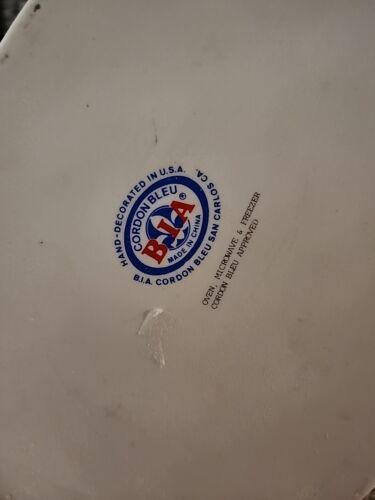 HAND-DECORATED IN U.S.A.
CORDON BLEU ®
B·I·A
MADE IN CHINA
B.I.A. CORDON BLEU SAN CARLOS CA.
OVEN, MICROWAVE & FREEZER
CORDON BLEU APPROVED